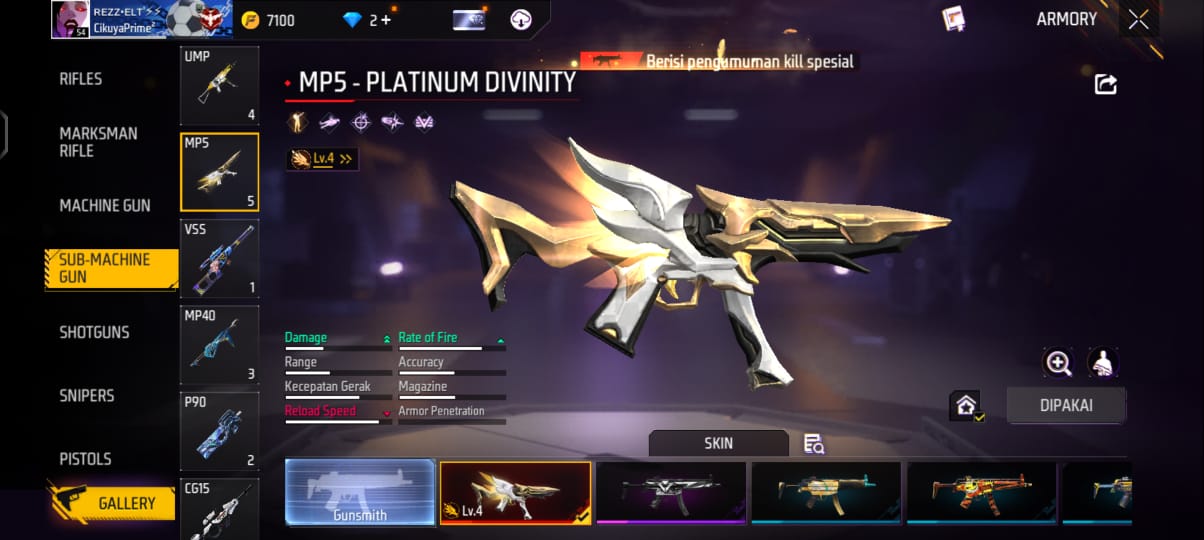 REZZ•ELT⚡⚡
CikuyaPrime²
54
7100
2+
ARMORY
Berisi pengumuman kill spesial
RIFLES
MARKSMAN
RIFLE
MACHINE GUN
SUB-MACHINE
GUN
SHOTGUNS
SNIPERS
PISTOLS
GALLERY
UMP
4
MP5
5
VSS
1
MP40
3
P90
2
CG15
MP5 - PLATINUM DIVINITY
Lv.4
Damage
Rate of Fire
Range
Accuracy
Kecepatan Gerak
Magazine
Reload Speed
Armor Penetration
DIPAKAI
SKIN
Gunsmith
Lv.4